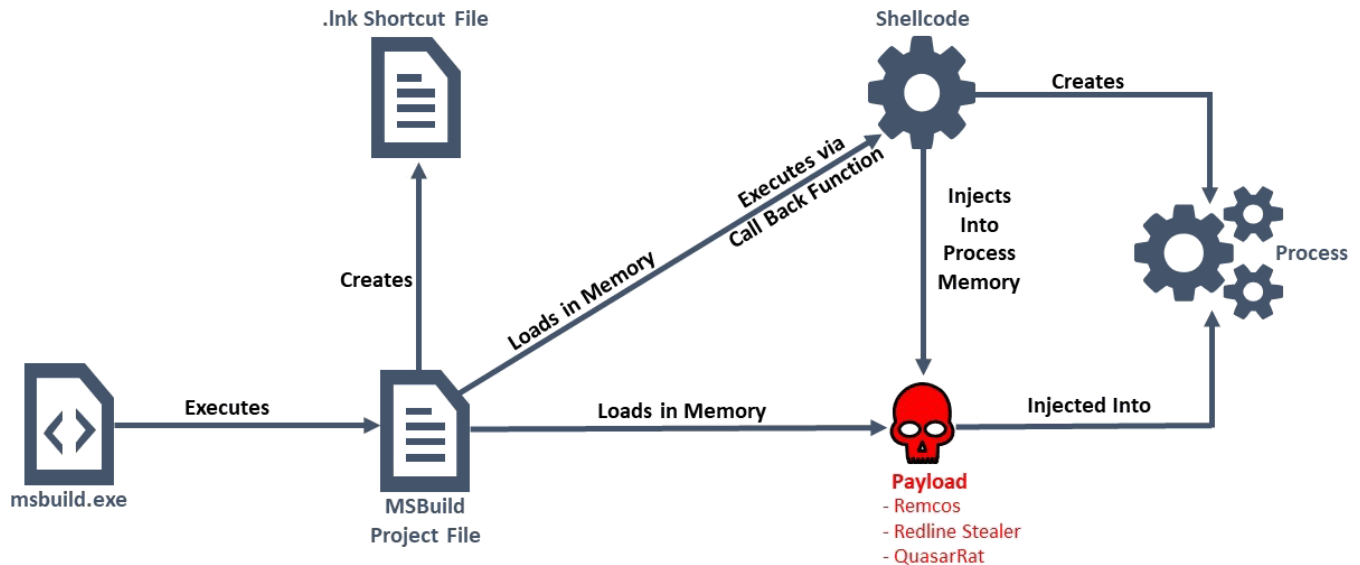 .lnk Shortcut File
Shellcode
Creates
Executes via
Call Back Function
Injects
Into
Process
Memory
Process
Creates
Loads in Memory
Executes
Loads in Memory
Injected Into
msbuild.exe
MSBuild
Project File
Payload
- Remcos
- Redline Stealer
- QuasarRat